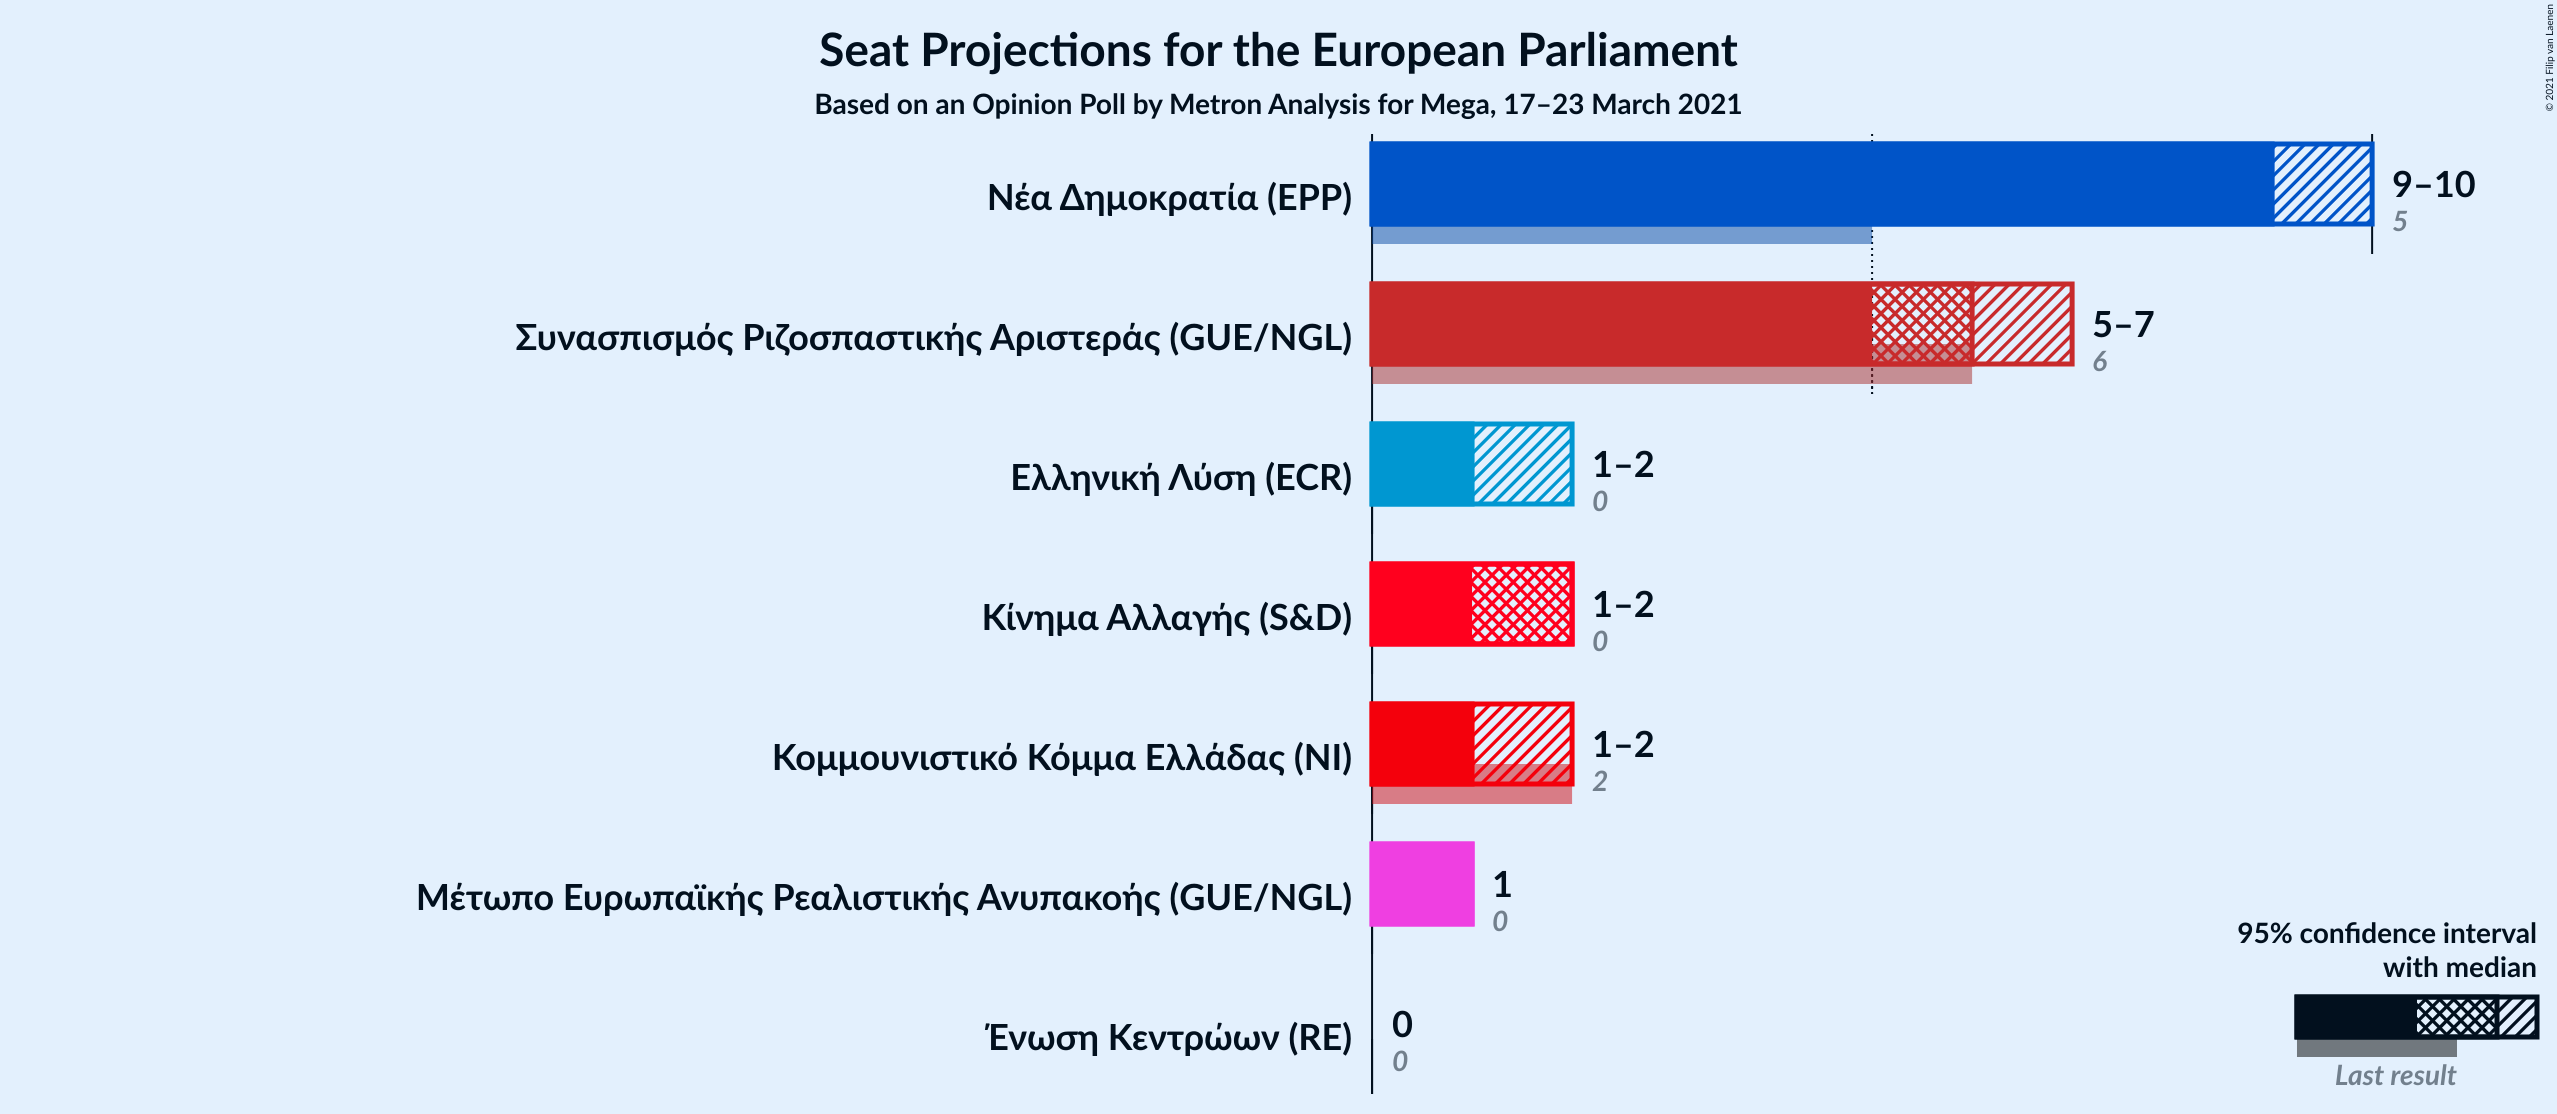 Seat Projections for the European Parliament
Based on an Opinion Poll by Metron Analysis for Mega, 17–23 March 2021
© 2021 Filip van Laenen
Νέα Δημοκρατία (EPP)
9–10
5
Συνασπισμός Ριζοσπαστικής Αριστεράς (GUE/NGL)
5–7
6
Ελληνική Λύση (ECR)
1–2
0
Κίνημα Αλλαγής (S&D)
1–2
0
Κομμουνιστικό Κόμμα Ελλάδας (NI)
1–2
2
Μέτωπο Ευρωπαϊκής Ρεαλιστικής Ανυπακοής (GUE/NGL)
1
0
Ένωση Κεντρώων (RE)
0
0
95% confidence interval
with median
Last result